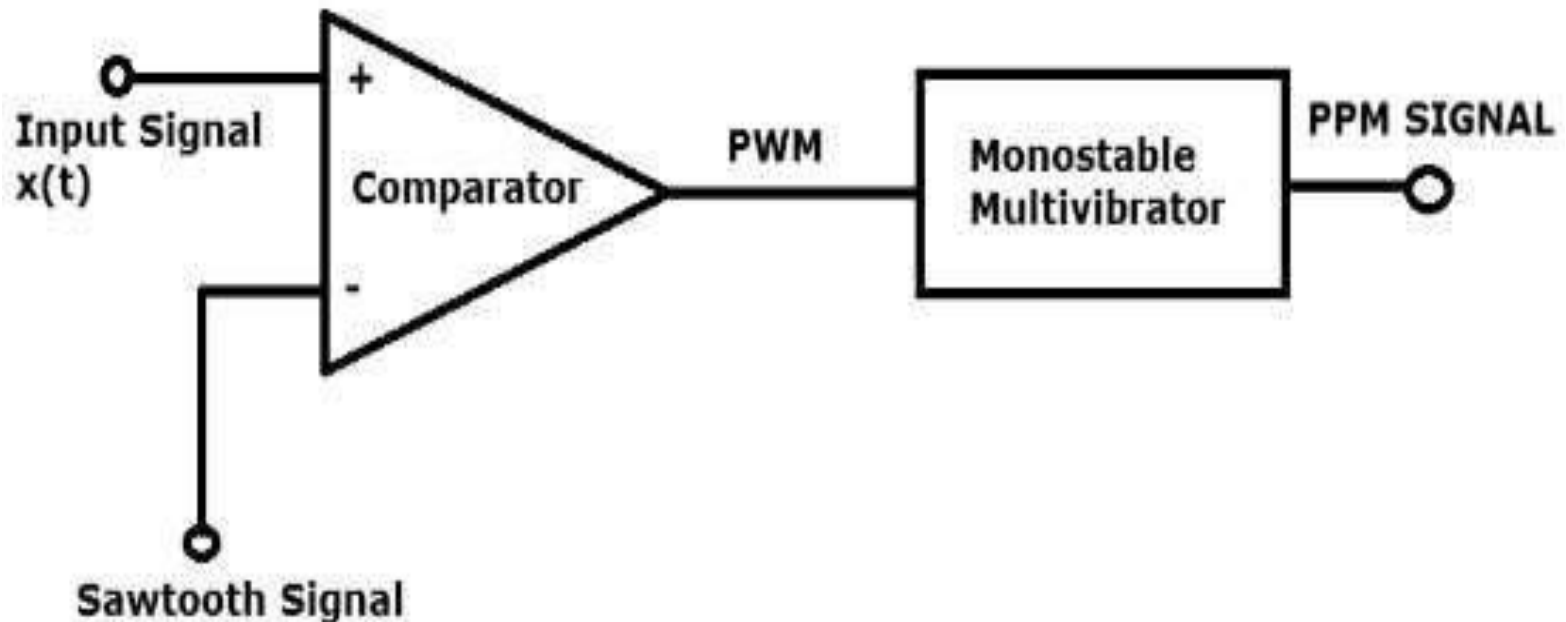 Input Signal
x(t)
+
Comparator
-
Sawtooth Signal
PWM
Monostable
Multivibrator
PPM SIGNAL